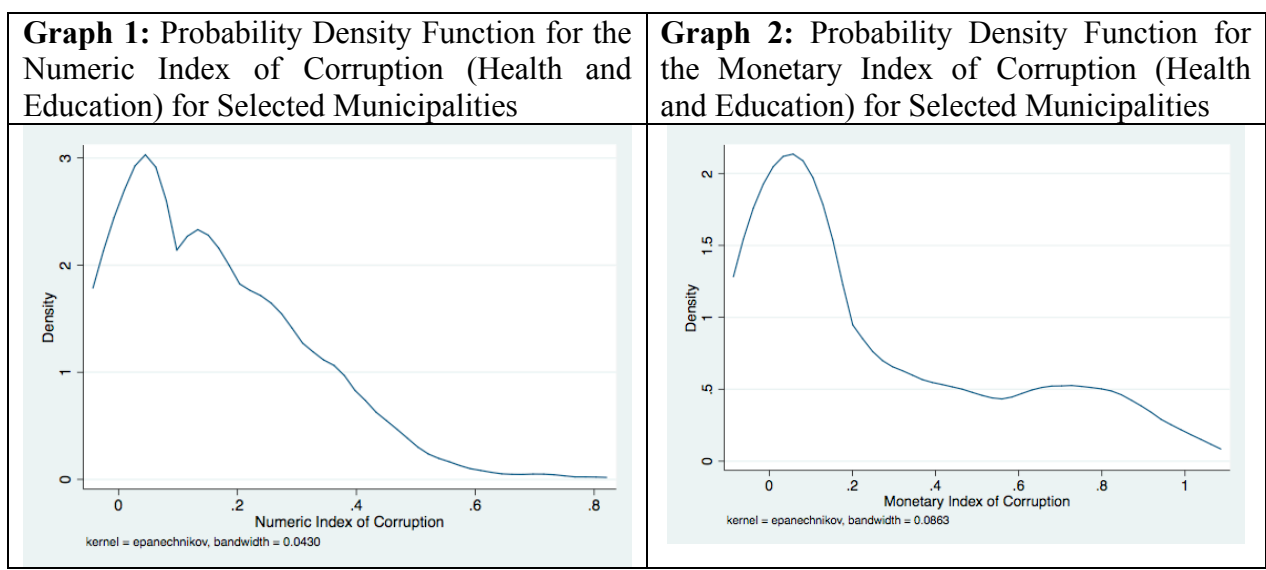 Graph 1: Probability Density Function for the
Numeric Index of Corruption (Health and
Education) for Selected Municipalities
Graph 2: Probability Density Function for
the Monetary Index of Corruption (Health
and Education) for Selected Municipalities
3
2
1
0
Density
0 .2 .4 .6 .8
Numeric Index of Corruption
kernel = epanechnikov, bandwidth = 0.0430
2
1.5
1
.5
0
Density
0 .2 .4 .6 .8 1
Monetary Index of Corruption
kernel = epanechnikov, bandwidth = 0.0863